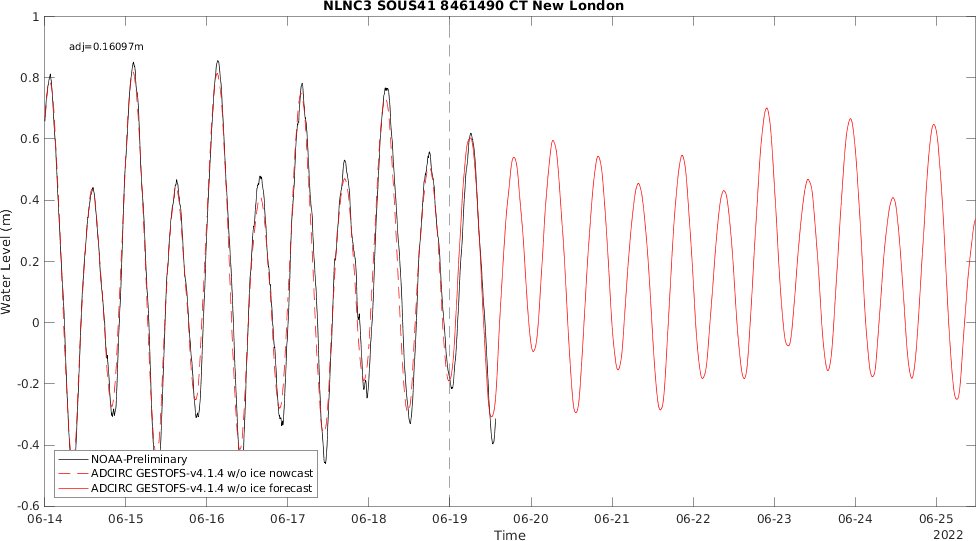 NLNC3 SOUS41 8461490 CT New London
adj=0.16097m
Water Level (m)
1
0.8
0.6
0.4
0.2
0
-0.2
-0.4
-0.6
NOAA-Preliminary
ADCIRC GESTOFS-v4.1.4 w/o ice nowcast
ADCIRC GESTOFS-v4.1.4 w/o ice forecast
06-14 06-15 06-16 06-17 06-18 06-19 06-20 06-21 06-22 06-23 06-24 06-25
Time
2022